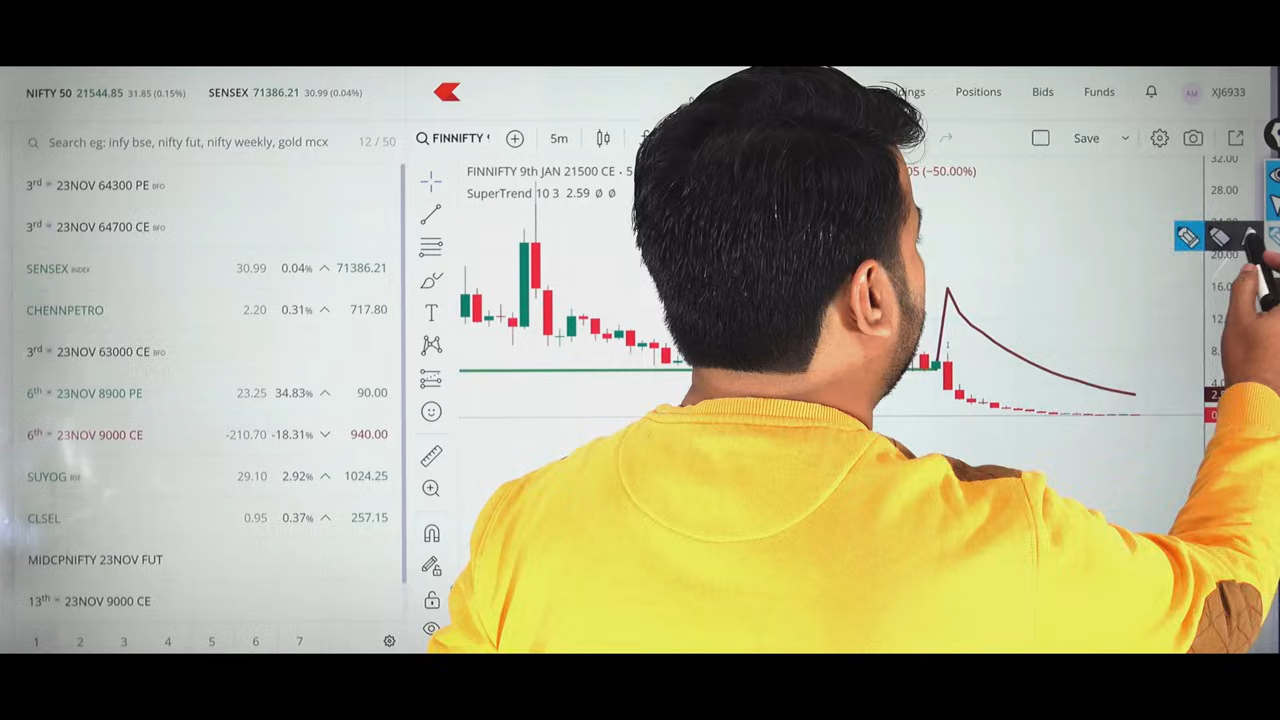 NIFTY 50 21544.85 31.85 (0.15%) SENSEX 71386.21 30.99 (0.04%)
dings Positions Bids Funds AM XJ6933
Search eg: infy bse, nifty fut, nifty weekly, gold mcx 12 / 50
FINNIFTY 5m Save
3rd 23NOV 64300 PE BFO
3rd 23NOV 64700 CE BFO
SENSEX INDEX 30.99 0.04% 71386.21
CHENNPETRO 2.20 0.31% 717.80
3rd 23NOV 63000 CE BFO
6th 23NOV 8900 PE 23.25 34.83% 90.00
6th 23NOV 9000 CE -210.70 -18.31% 940.00
SUYOG BSE 29.10 2.92% 1024.25
CLSEL 0.95 0.37% 257.15
MIDCPNIFTY 23NOV FUT
13th 23NOV 9000 CE
1 2 3 4 5 6 7
FINNIFTY 9th JAN 21500 CE · 5
05 (−50.00%)
SuperTrend 10 3 2.59 ⌀ ⌀
T
32.00
28.00
20.00
16.0
12.
8.